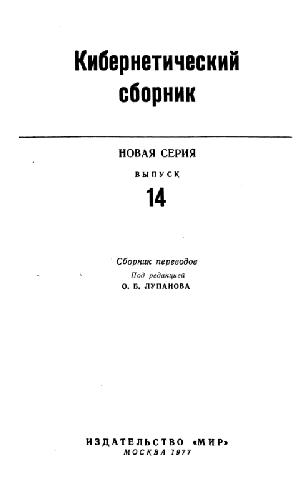 Кибернетический
сборник
НОВАЯ СЕРИЯ
ВЫПУСК
14
Сборник переводов
Под редакцией
О. Б. ЛУПАНОВА
ИЗДАТЕЛЬСТВО «МИР»
МОСКВА 1977